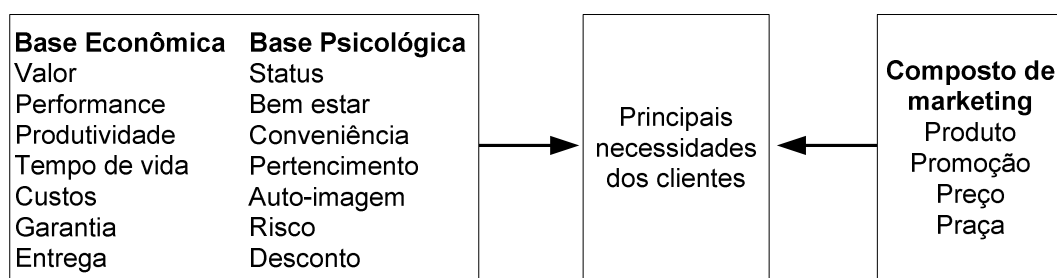 Base Econômica Base Psicológica
Valor Status
Performance Bem estar
Produtividade Conveniência
Tempo de vida Pertencimento
Custos Auto-imagem
Garantia Risco
Entrega Desconto
Principais
necessidades
dos clientes
Composto de
marketing
Produto
Promoção
Preço
Praça